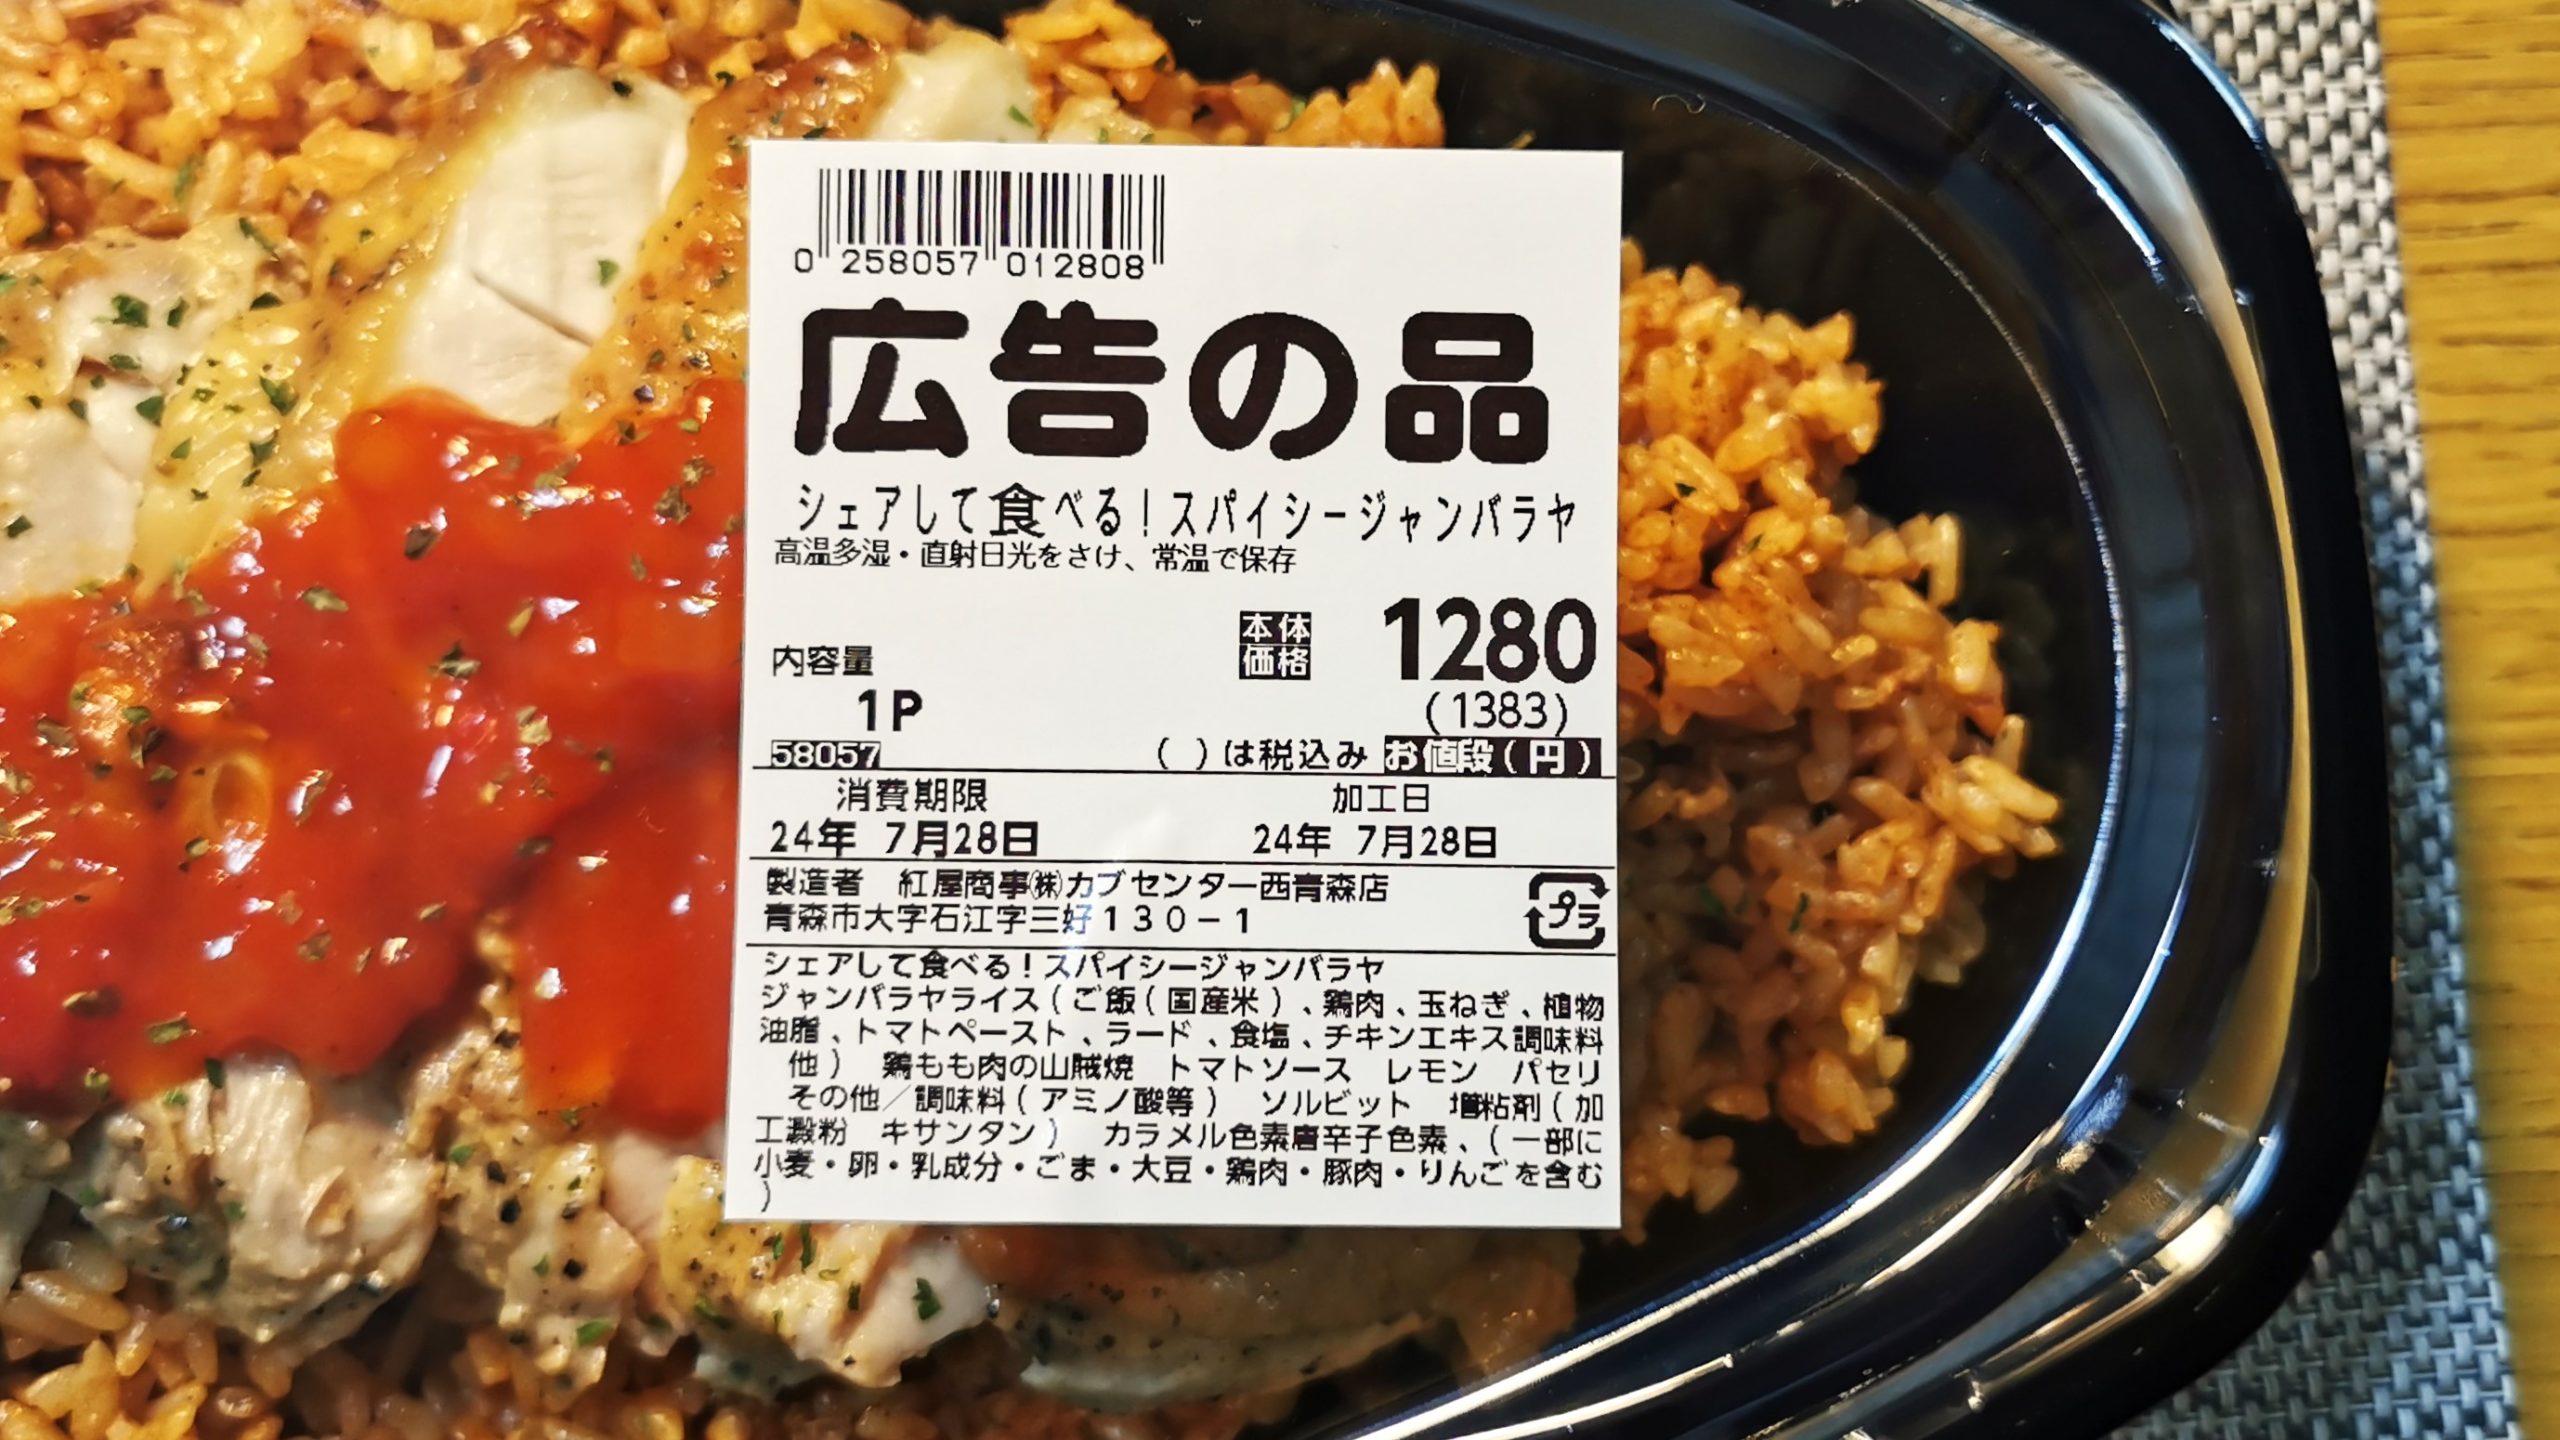 0 258057 012808
広告の品
シェアして食べる！スパイシージャンバラヤ
高温多湿・直射日光をさけ、常温で保存
本体価格 1280
(1383)
内容量
1P
58057 ( )は税込み お値段(円)
消費期限 加工日
24年 7月28日 24年 7月28日
製造者 紅屋商事㈱カブセンター西青森店
青森市大字石江字三好130-1
プラ
シェアして食べる！スパイシージャンバラヤ
ジャンバラヤライス(ご飯(国産米)、鶏肉、玉ねぎ、植物
油脂、トマトペースト、ラード、食塩、チキンエキス調味料
他) 鶏もも肉の山賊焼 トマトソース レモン パセリ
その他／調味料(アミノ酸等) ソルビット 増粘剤(加
工澱粉 キサンタン) カラメル色素唐辛子色素、(一部に
小麦・卵・乳成分・ごま・大豆・鶏肉・豚肉・りんごを含む
)